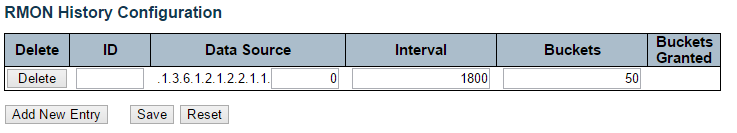 RMON History Configuration
Delete ID Data Source Interval Buckets Buckets Granted
Delete .1.3.6.1.2.1.2.2.1.1. 0 1800 50
Add New Entry Save Reset